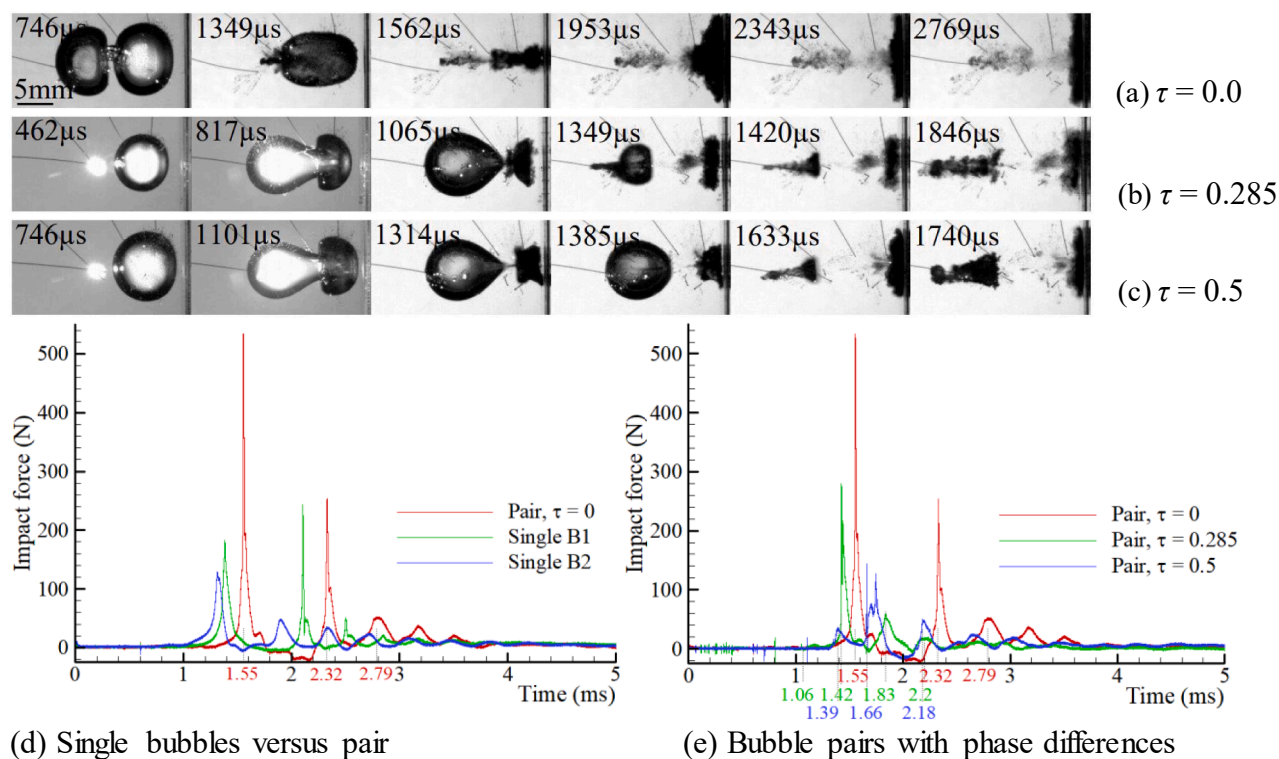 746µs 1349µs 1562µs 1953µs 2343µs 2769µs
5mm
(a) τ = 0.0
462µs 817µs 1065µs 1349µs 1420µs 1846µs
(b) τ = 0.285
746µs 1101µs 1314µs 1385µs 1633µs 1740µs
(c) τ = 0.5
500
400
300
200
100
0
Impact force (N)
Pair, τ = 0
Single B1
Single B2
0 1 2 3 4 5
1.55 2.32 2.79
Time (ms)
(d) Single bubbles versus pair
500
400
300
200
100
0
Impact force (N)
Pair, τ = 0
Pair, τ = 0.285
Pair, τ = 0.5
0 1 2 3 4 5
1.55 2.32 2.79
Time (ms)
1.06 1.42 1.83 2.2
1.39 1.66 2.18
(e) Bubble pairs with phase differences